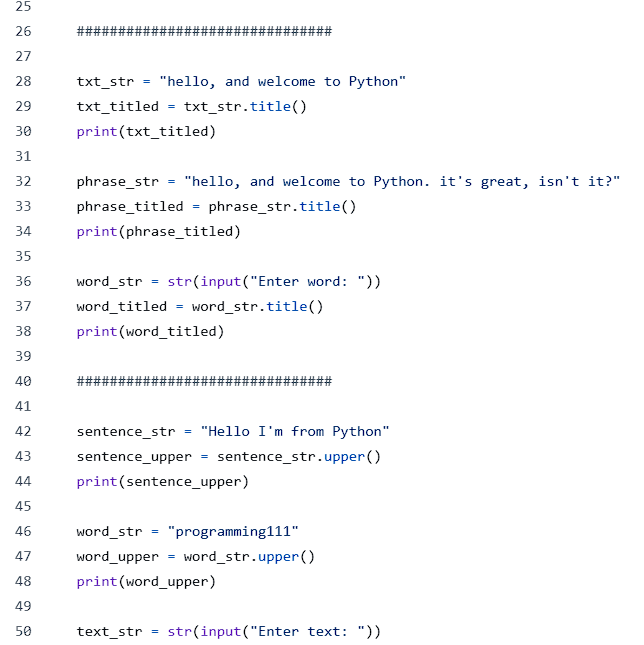 25
26 ###############################
27
28 txt_str = "hello, and welcome to Python"
29 txt_titled = txt_str.title()
30 print(txt_titled)
31
32 phrase_str = "hello, and welcome to Python. it's great, isn't it?"
33 phrase_titled = phrase_str.title()
34 print(phrase_titled)
35
36 word_str = str(input("Enter word: "))
37 word_titled = word_str.title()
38 print(word_titled)
39
40 ###############################
41
42 sentence_str = "Hello I'm from Python"
43 sentence_upper = sentence_str.upper()
44 print(sentence_upper)
45
46 word_str = "programming111"
47 word_upper = word_str.upper()
48 print(word_upper)
49
50 text_str = str(input("Enter text: "))